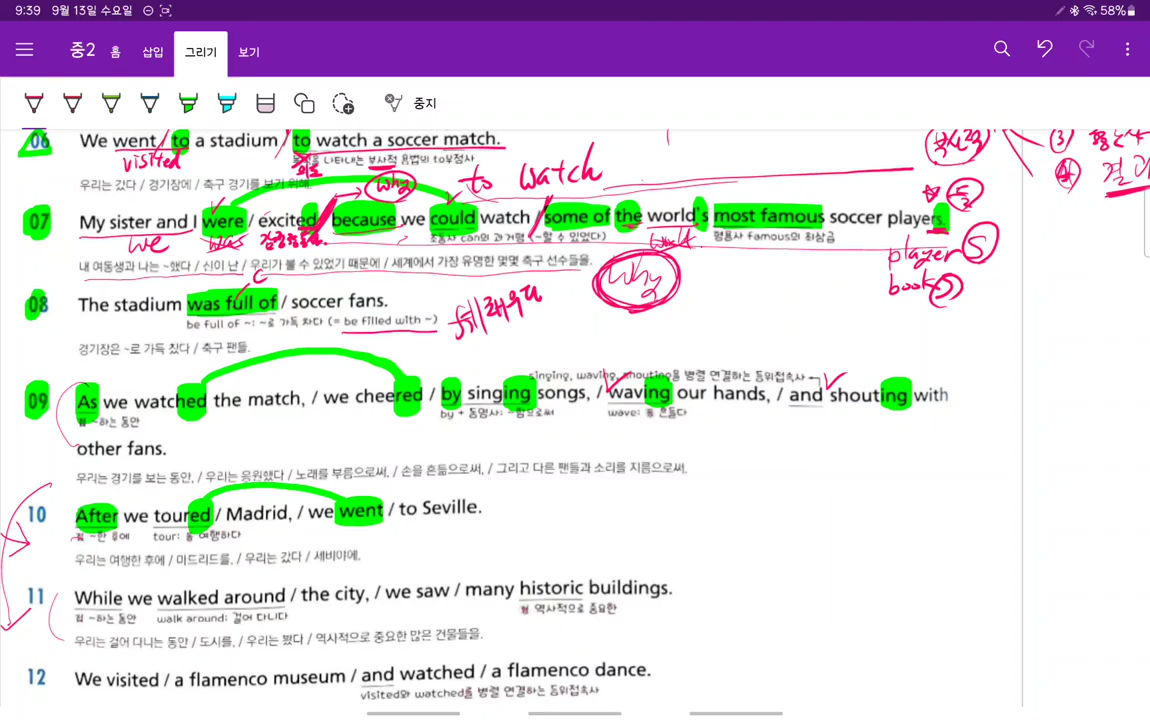 9:39 9월 13일 수요일 58%
중2 홈 삽입 그리기 보기
중지
06 We went / to a stadium / to watch a soccer match.
visited
나타내는 부사적 용법의 to부정사
우리는 갔다 / 경기장에 / 축구 경기를 보기 위해.
why
to watch
07 My sister and I were / excited / because we could watch / some of the world's most famous soccer players.
we
was
조동사 can의 과거형 (~할 수 있었다)
형용사 famous의 최상급
players
books
내 여동생과 나는 ~했다 / 신이 난 / 우리가 볼 수 있었기 때문에 / 세계에서 가장 유명한 몇몇 축구 선수들을.
why
08 The stadium was full of / soccer fans.
be full of ~: ~로 가득 차다 (= be filled with ~)
경기장은 ~로 가득 찼다 / 축구 팬들.
singing, waving, shouting을 병렬 연결하는 등위접속사
09 As we watched the match, / we cheered / by singing songs, / waving our hands, / and shouting with
접 ~하는 동안
by + 동명사: ~함으로써
wave: 동 흔들다
other fans.
우리는 경기를 보는 동안, / 우리는 응원했다 / 노래를 부름으로써, / 손을 흔듦으로써, / 그리고 다른 팬들과 소리를 지름으로써.
10 After we toured / Madrid, / we went / to Seville.
접 ~한 후에
tour: 동 여행하다
우리는 여행한 후에 / 마드리드를, / 우리는 갔다 / 세비야에.
11 While we walked around / the city, / we saw / many historic buildings.
접 ~하는 동안
walk around: 걸어 다니다
형 역사적으로 중요한
우리는 걸어 다니는 동안 / 도시를, / 우리는 봤다 / 역사적으로 중요한 많은 건물들을.
12 We visited / a flamenco museum / and watched / a flamenco dance.
visited와 watched를 병렬 연결하는 등위접속사